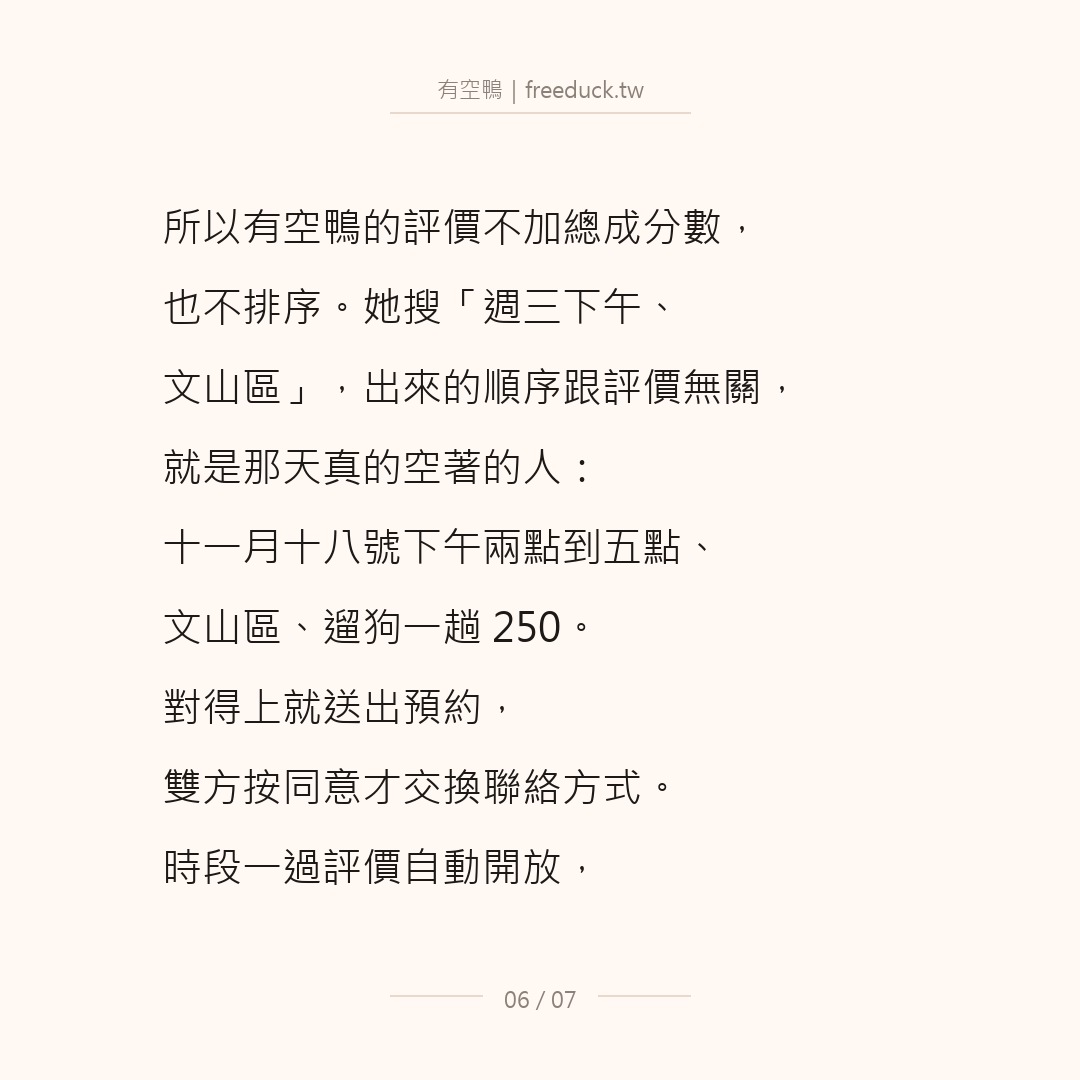 有空鴨｜freeduck.tw
所以有空鴨的評價不加總成分數，
也不排序。她搜「週三下午、
文山區」，出來的順序跟評價無關，
就是那天真的空著的人：
十一月十八號下午兩點到五點、
文山區、遛狗一趟 250。
對得上就送出預約，
雙方按同意才交換聯絡方式。
時段一過評價自動開放，
06 / 07